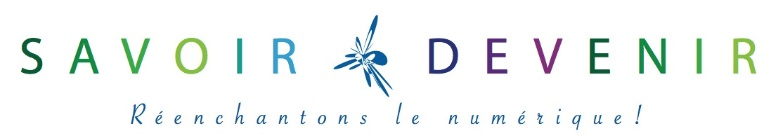 SAVOIR DEVENIR
Réenchantons le numérique!